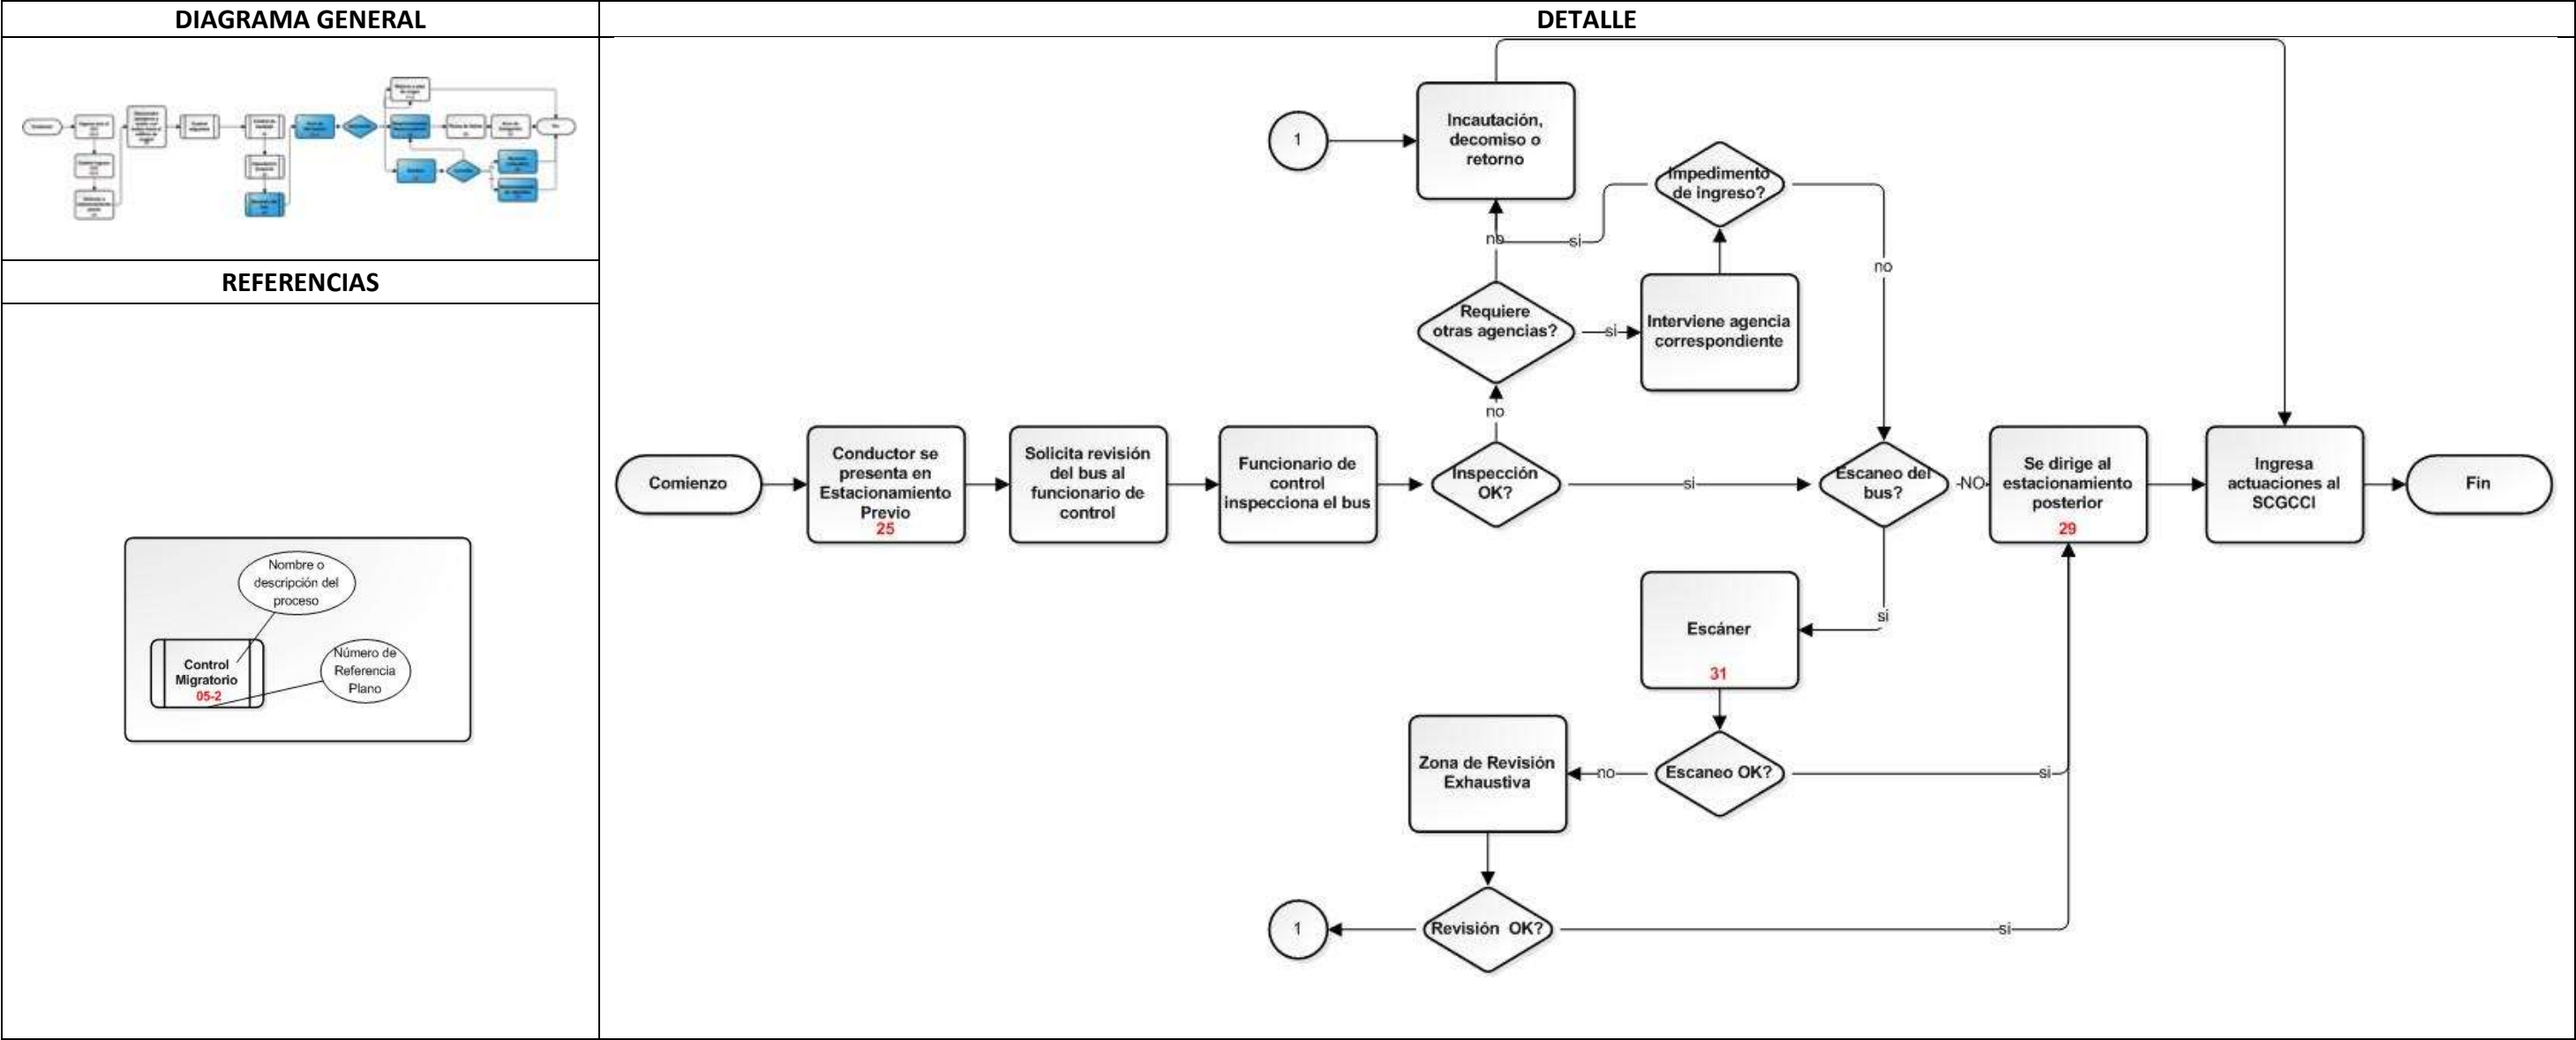 DIAGRAMA GENERAL
REFERENCIAS
Nombre o
descripción del
proceso
Control
Migratorio
05-2
Número de
Referencia
Plano
DETALLE
1
Incautación,
decomiso o
retorno
Impedimento
de ingreso?
no
si
no
Requiere
otras agencias?
si
Interviene agencia
correspondiente
no
Comienzo
Conductor se
presenta en
Estacionamiento
Previo
25
Solicita revisión
del bus al
funcionario de
control
Funcionario de
control
inspecciona el bus
Inspección
OK?
si
Escaneo del
bus?
NO
Se dirige al
estacionamiento
posterior
29
Ingresa
actuaciones al
SCGCCI
Fin
si
Escáner
31
Zona de Revisión
Exhaustiva
no
Escaneo OK?
si
1
Revisión OK?
si